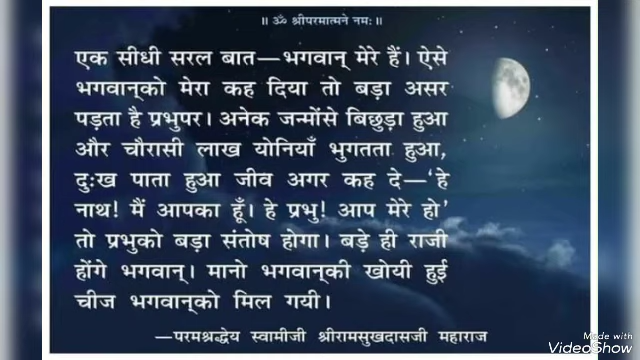 ॥ ॐ श्रीपरमात्मने नमः॥
एक सीधी सरल बात—भगवान् मेरे हैं। ऐसे
भगवान्‌को मेरा कह दिया तो बड़ा असर
पड़ता है प्रभुपर। अनेक जन्मोंसे बिछुड़ा हुआ
और चौरासी लाख योनियाँ भुगतता हुआ,
दुःख पाता हुआ जीव अगर कह दे—‘हे
नाथ! मैं आपका हूँ। हे प्रभु! आप मेरे हो’
तो प्रभुको बड़ा संतोष होगा। बड़े ही राजी
होंगे भगवान्। मानो भगवान्‌की खोयी हुई
चीज भगवान्‌को मिल गयी।
—परमश्रद्धेय स्वामीजी श्रीरामसुखदासजी महाराज
Made with
VideoShow